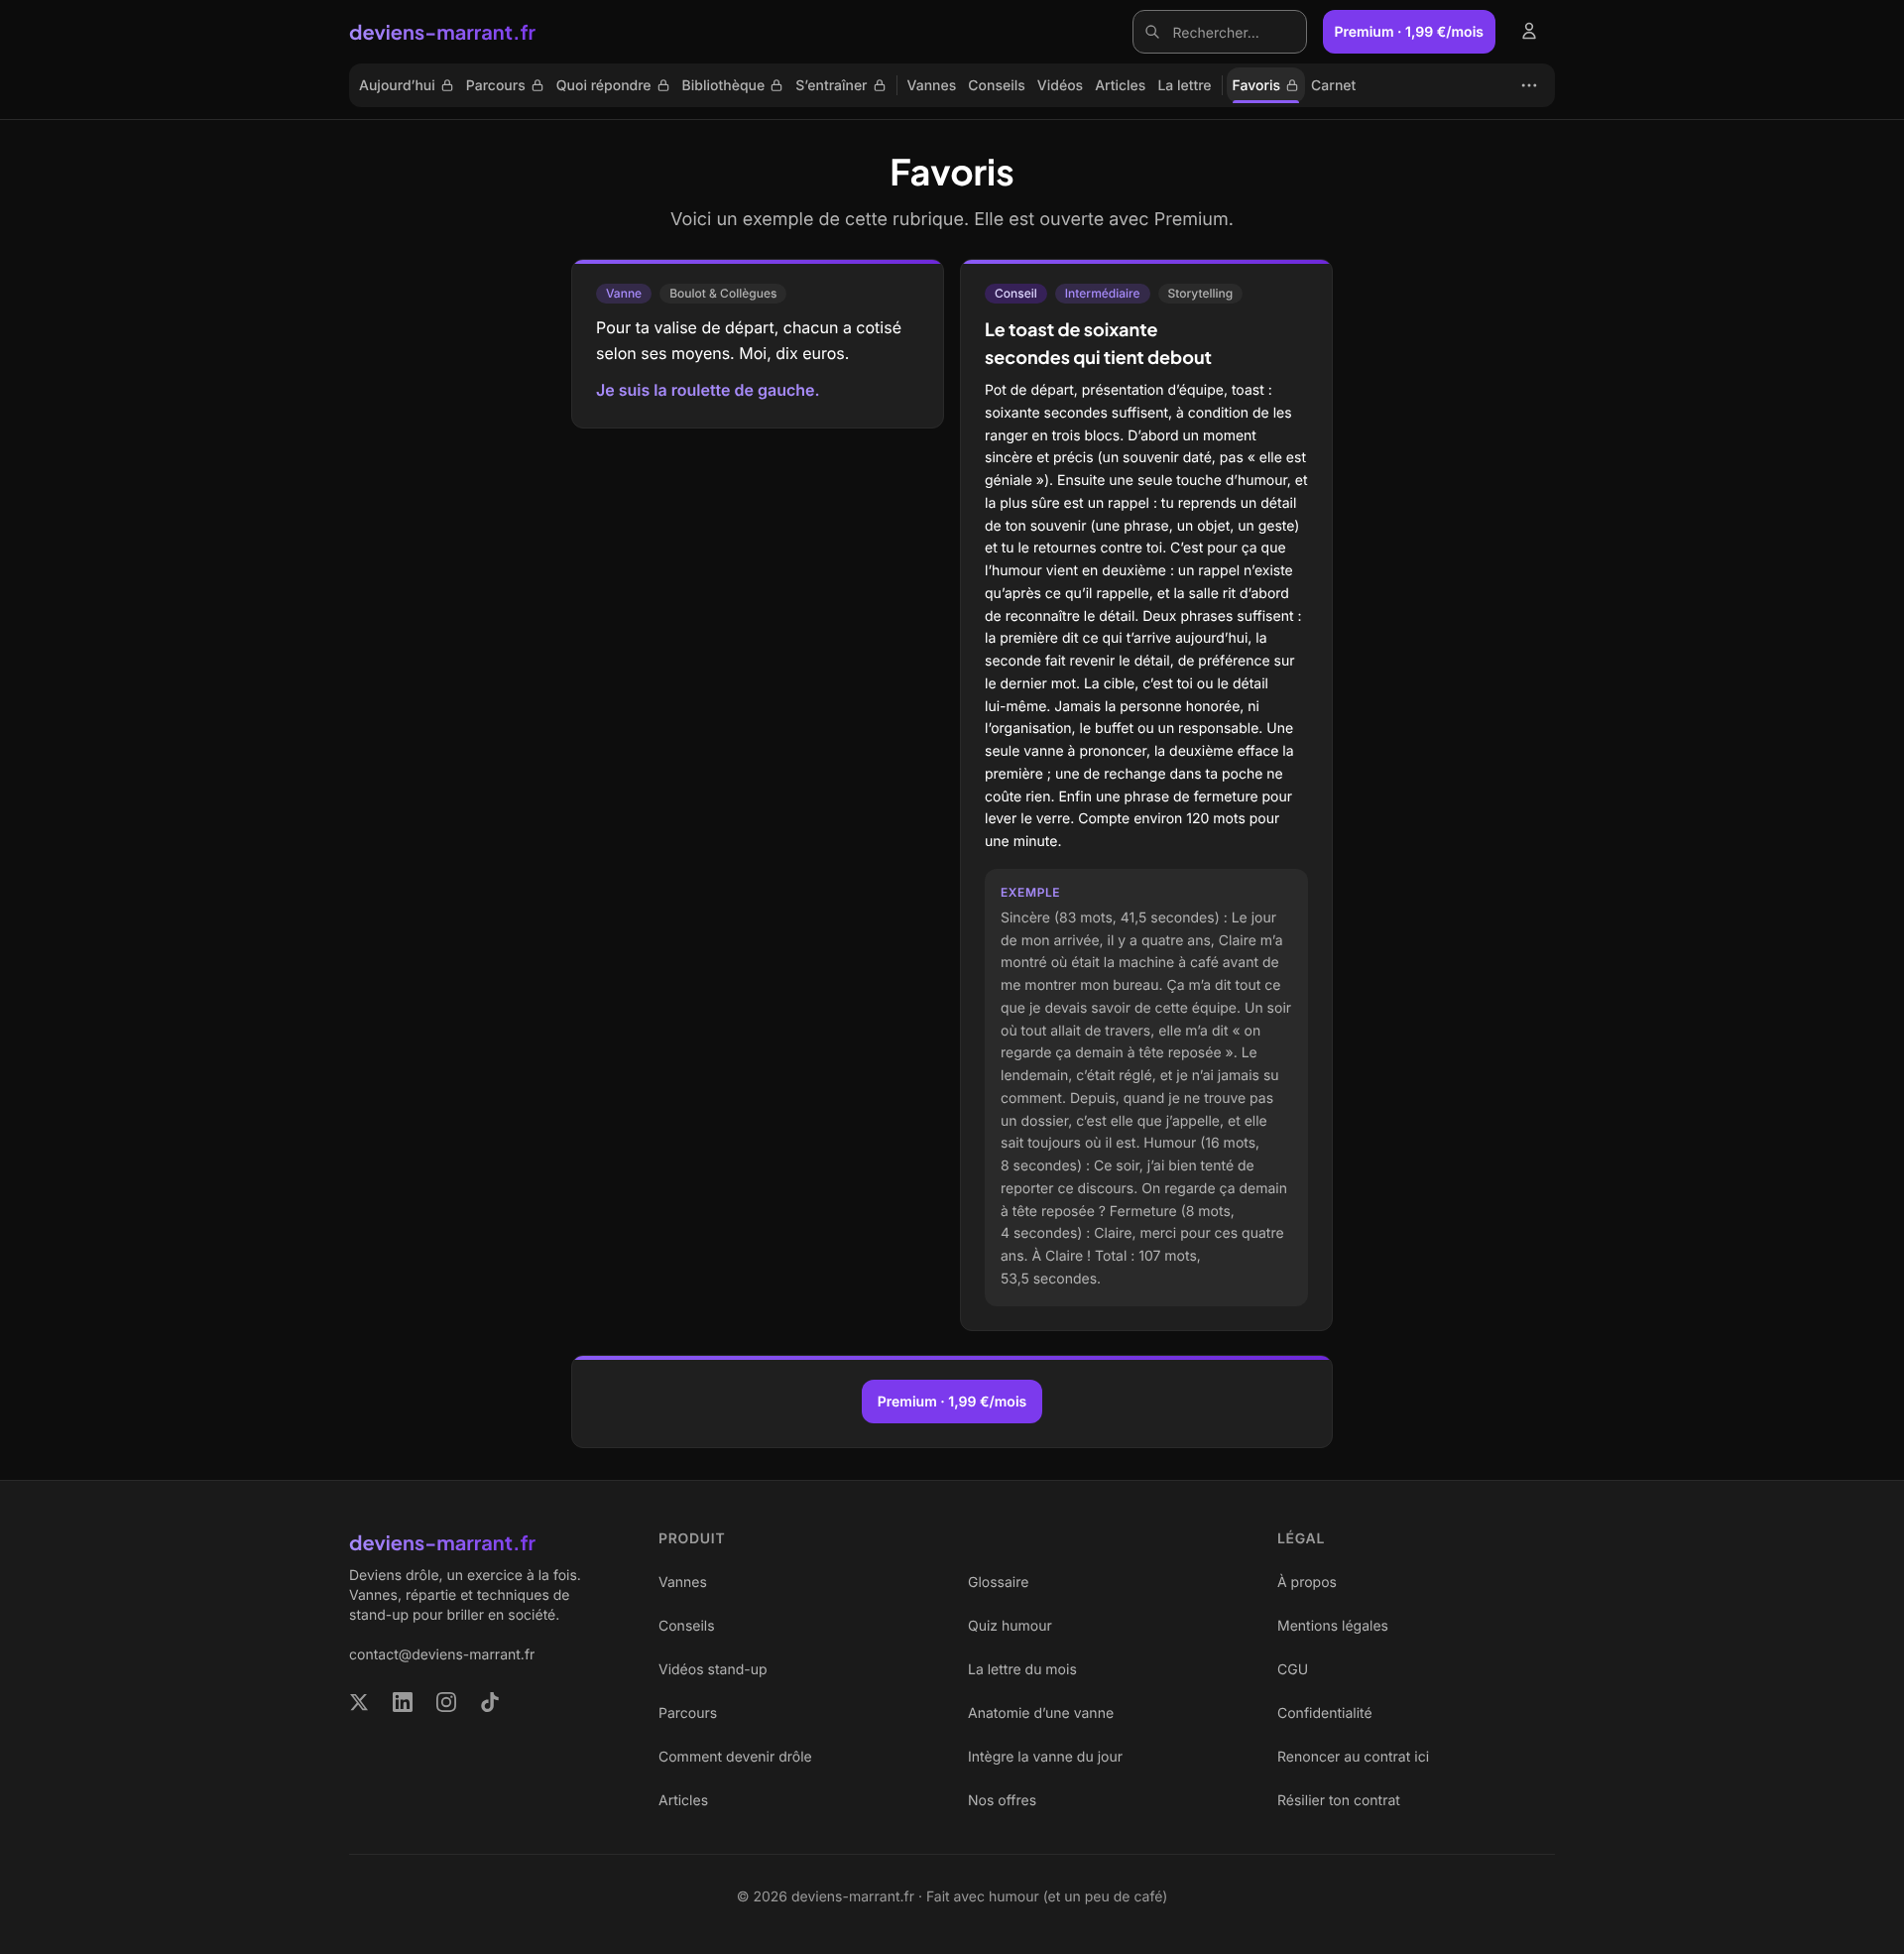 deviens-marrant.fr
Rechercher...
Premium · 1,99 €/mois
Aujourd’hui
Parcours
Quoi répondre
Bibliothèque
S’entraîner
Vannes
Conseils
Vidéos
Articles
La lettre
Favoris
Carnet
Favoris
Voici un exemple de cette rubrique. Elle est ouverte avec Premium.
Vanne
Boulot & Collègues
Pour ta valise de départ, chacun a cotisé
selon ses moyens. Moi, dix euros.
Je suis la roulette de gauche.
Conseil
Intermédiaire
Storytelling
Le toast de soixante
secondes qui tient debout
Pot de départ, présentation d’équipe, toast :
soixante secondes suffisent, à condition de les
ranger en trois blocs. D’abord un moment
sincère et précis (un souvenir daté, pas « elle est
géniale »). Ensuite une seule touche d’humour, et
la plus sûre est un rappel : tu reprends un détail
de ton souvenir (une phrase, un objet, un geste)
et tu le retournes contre toi. C’est pour ça que
l’humour vient en deuxième : un rappel n’existe
qu’après ce qu’il rappelle, et la salle rit d’abord
de reconnaître le détail. Deux phrases suffisent :
la première dit ce qui t’arrive aujourd’hui, la
seconde fait revenir le détail, de préférence sur
le dernier mot. La cible, c’est toi ou le détail
lui-même. Jamais la personne honorée, ni
l’organisation, le buffet ou un responsable. Une
seule vanne à prononcer, la deuxième efface la
première ; une de rechange dans ta poche ne
coûte rien. Enfin une phrase de fermeture pour
lever le verre. Compte environ 120 mots pour
une minute.
EXEMPLE
Sincère (83 mots, 41,5 secondes) : Le jour
de mon arrivée, il y a quatre ans, Claire m’a
montré où était la machine à café avant de
me montrer mon bureau. Ça m’a dit tout ce
que je devais savoir de cette équipe. Un soir
où tout allait de travers, elle m’a dit « on
regarde ça demain à tête reposée ». Le
lendemain, c’était réglé, et je n’ai jamais su
comment. Depuis, quand je ne trouve pas
un dossier, c’est elle que j’appelle, et elle
sait toujours où il est. Humour (16 mots,
8 secondes) : Ce soir, j’ai bien tenté de
reporter ce discours. On regarde ça demain
à tête reposée ? Fermeture (8 mots,
4 secondes) : Claire, merci pour ces quatre
ans. À Claire ! Total : 107 mots,
53,5 secondes.
Premium · 1,99 €/mois
deviens-marrant.fr
Deviens drôle, un exercice à la fois.
Vannes, répartie et techniques de
stand-up pour briller en société.
contact@deviens-marrant.fr
PRODUIT
Vannes
Conseils
Vidéos stand-up
Parcours
Comment devenir drôle
Articles
Glossaire
Quiz humour
La lettre du mois
Anatomie d’une vanne
Intègre la vanne du jour
Nos offres
LÉGAL
À propos
Mentions légales
CGU
Confidentialité
Renoncer au contrat ici
Résilier ton contrat
© 2026 deviens-marrant.fr · Fait avec humour (et un peu de café)